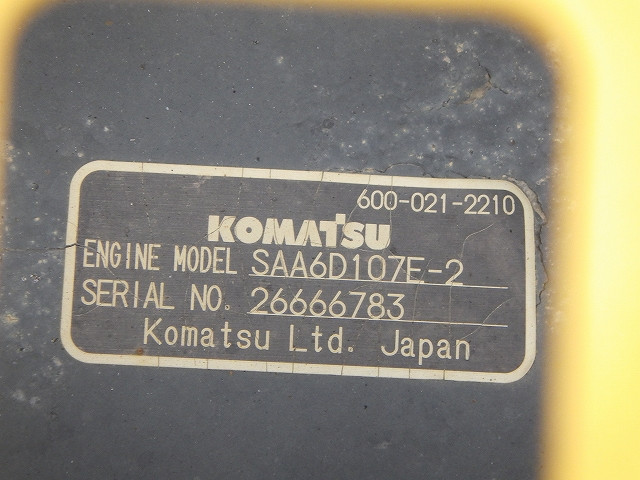 600-021-2210
KOMATSU
ENGINE MODEL SAA6D107E-2
SERIAL NO. 26666783
Komatsu Ltd. Japan